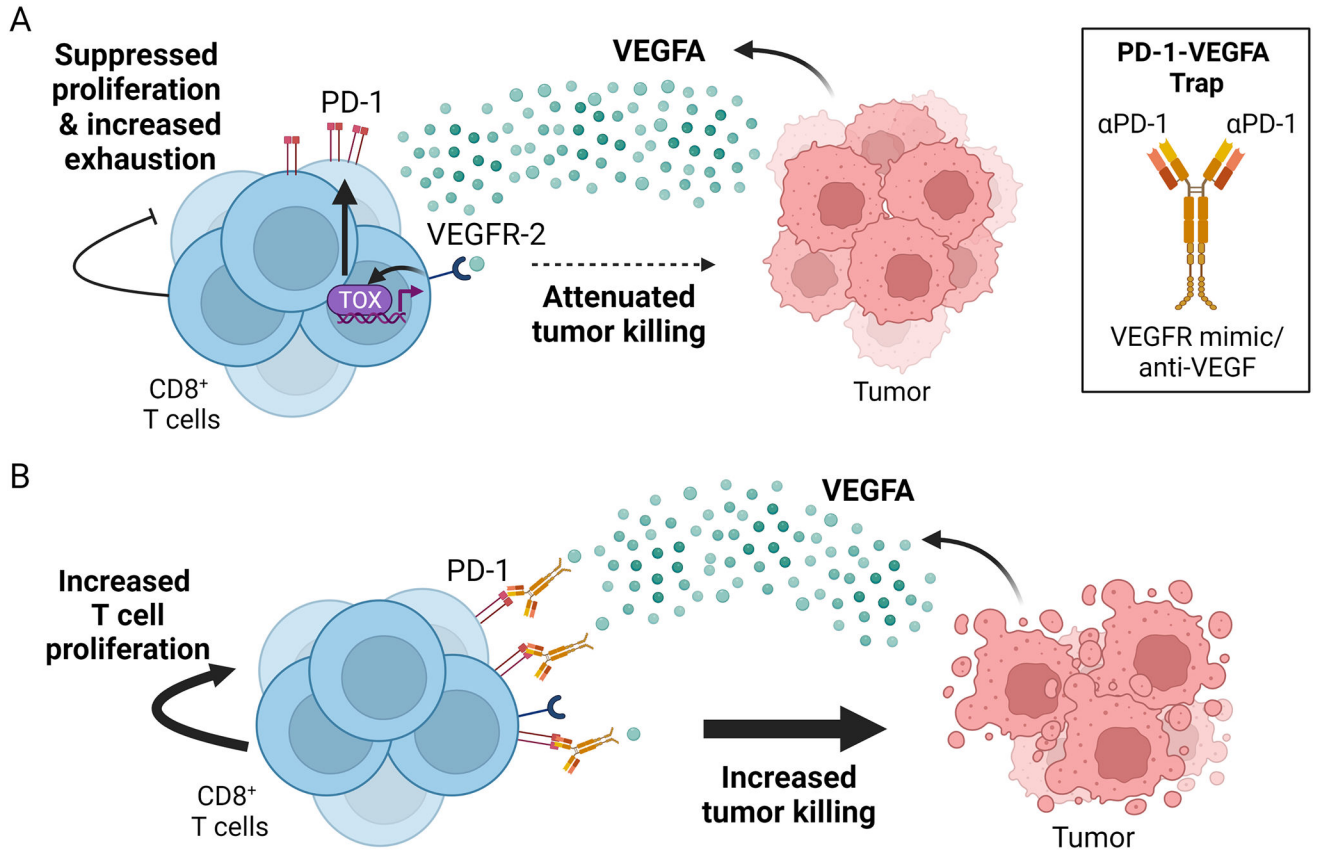 A
Suppressed
proliferation
& increased
exhaustion
PD-1
VEGFA
VEGFR-2
TOX
Attenuated
tumor killing
CD8⁺
T cells
Tumor
PD-1-VEGFA
Trap
αPD-1
αPD-1
VEGFR mimic/
anti-VEGF
B
Increased
T cell
proliferation
PD-1
VEGFA
CD8⁺
T cells
Increased
tumor killing
Tumor